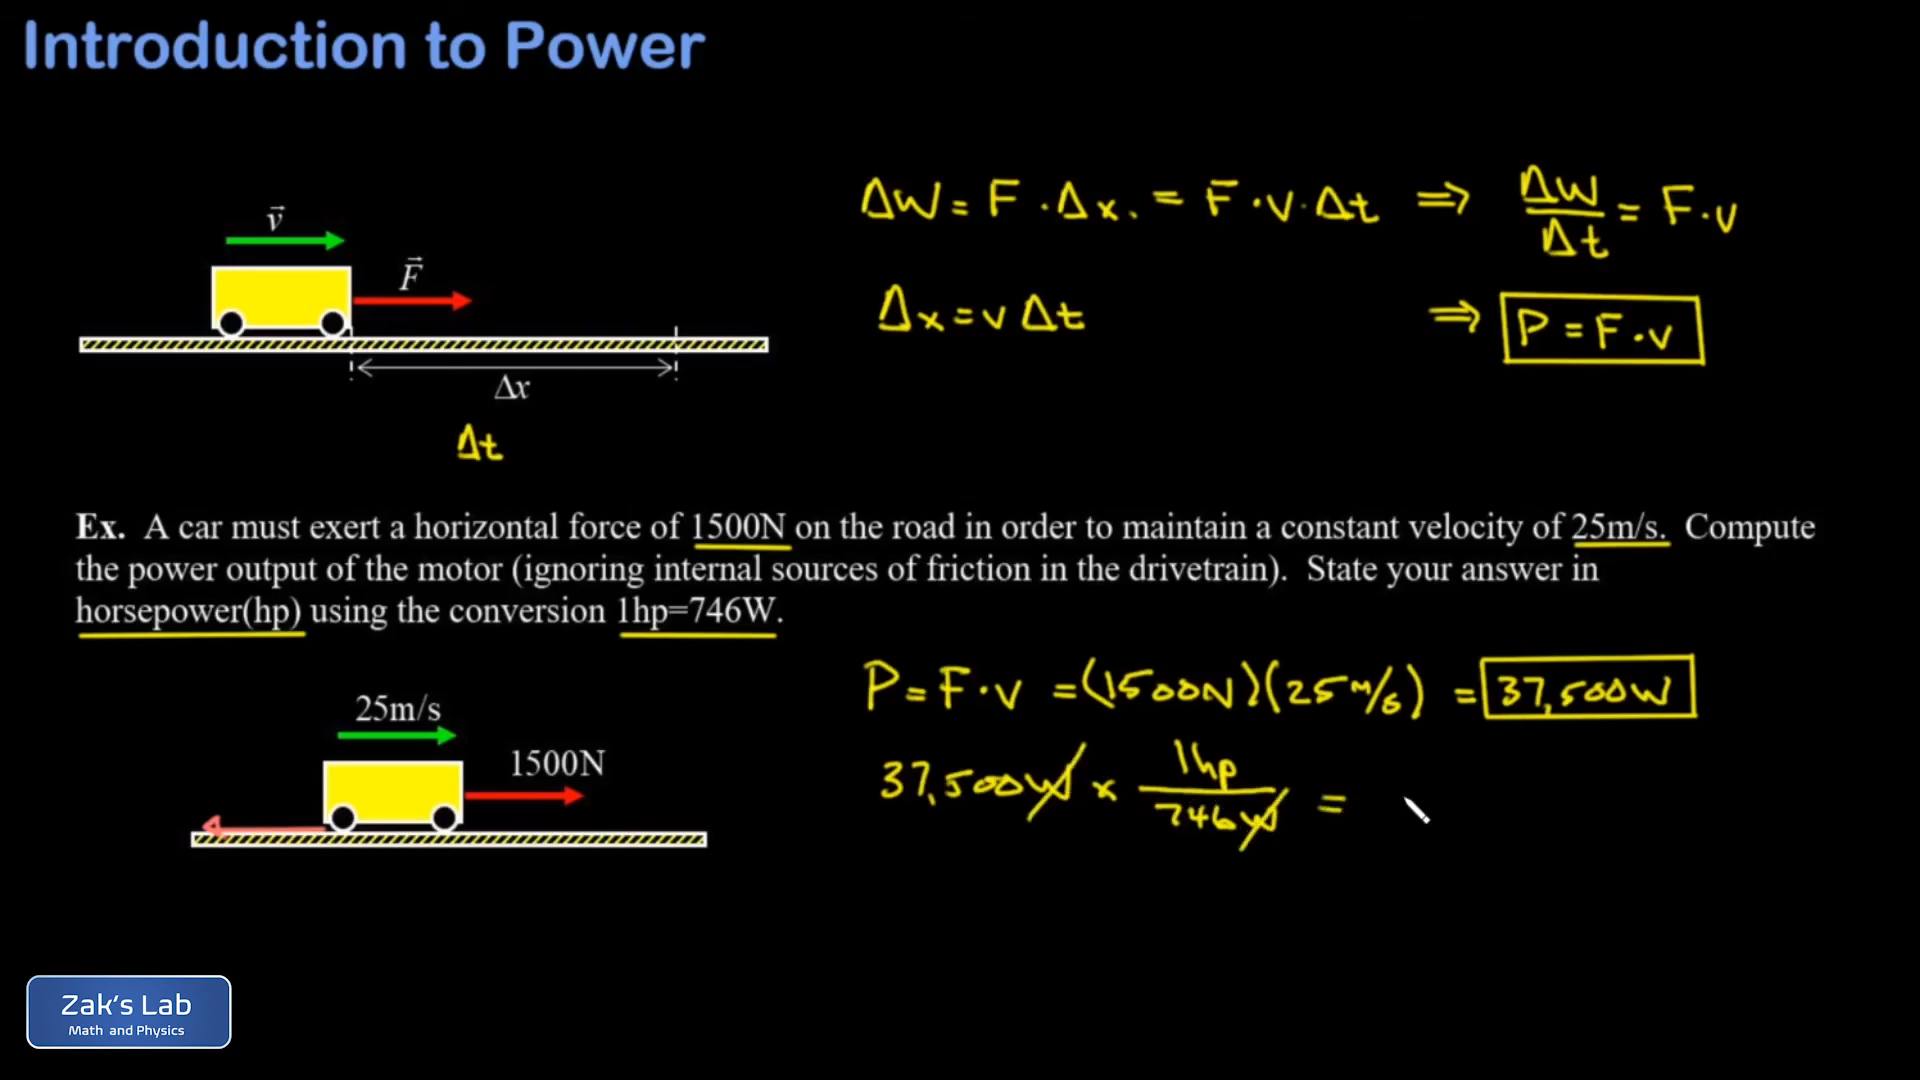 Introduction to Power
v⃗
F⃗
Δx
Δt
ΔW = F · Δx. = F · v · Δt ⇒ ΔW/Δt = F · v
Δx = v Δt
⇒ P = F · v
Ex. A car must exert a horizontal force of 1500N on the road in order to maintain a constant velocity of 25m/s. Compute
the power output of the motor (ignoring internal sources of friction in the drivetrain). State your answer in
horsepower(hp) using the conversion 1hp=746W.
25m/s
1500N
P = F · v = (1500N)(25 m/s) = 37,500W
37,500W x 1hp/746W =
Zak's Lab
Math and Physics